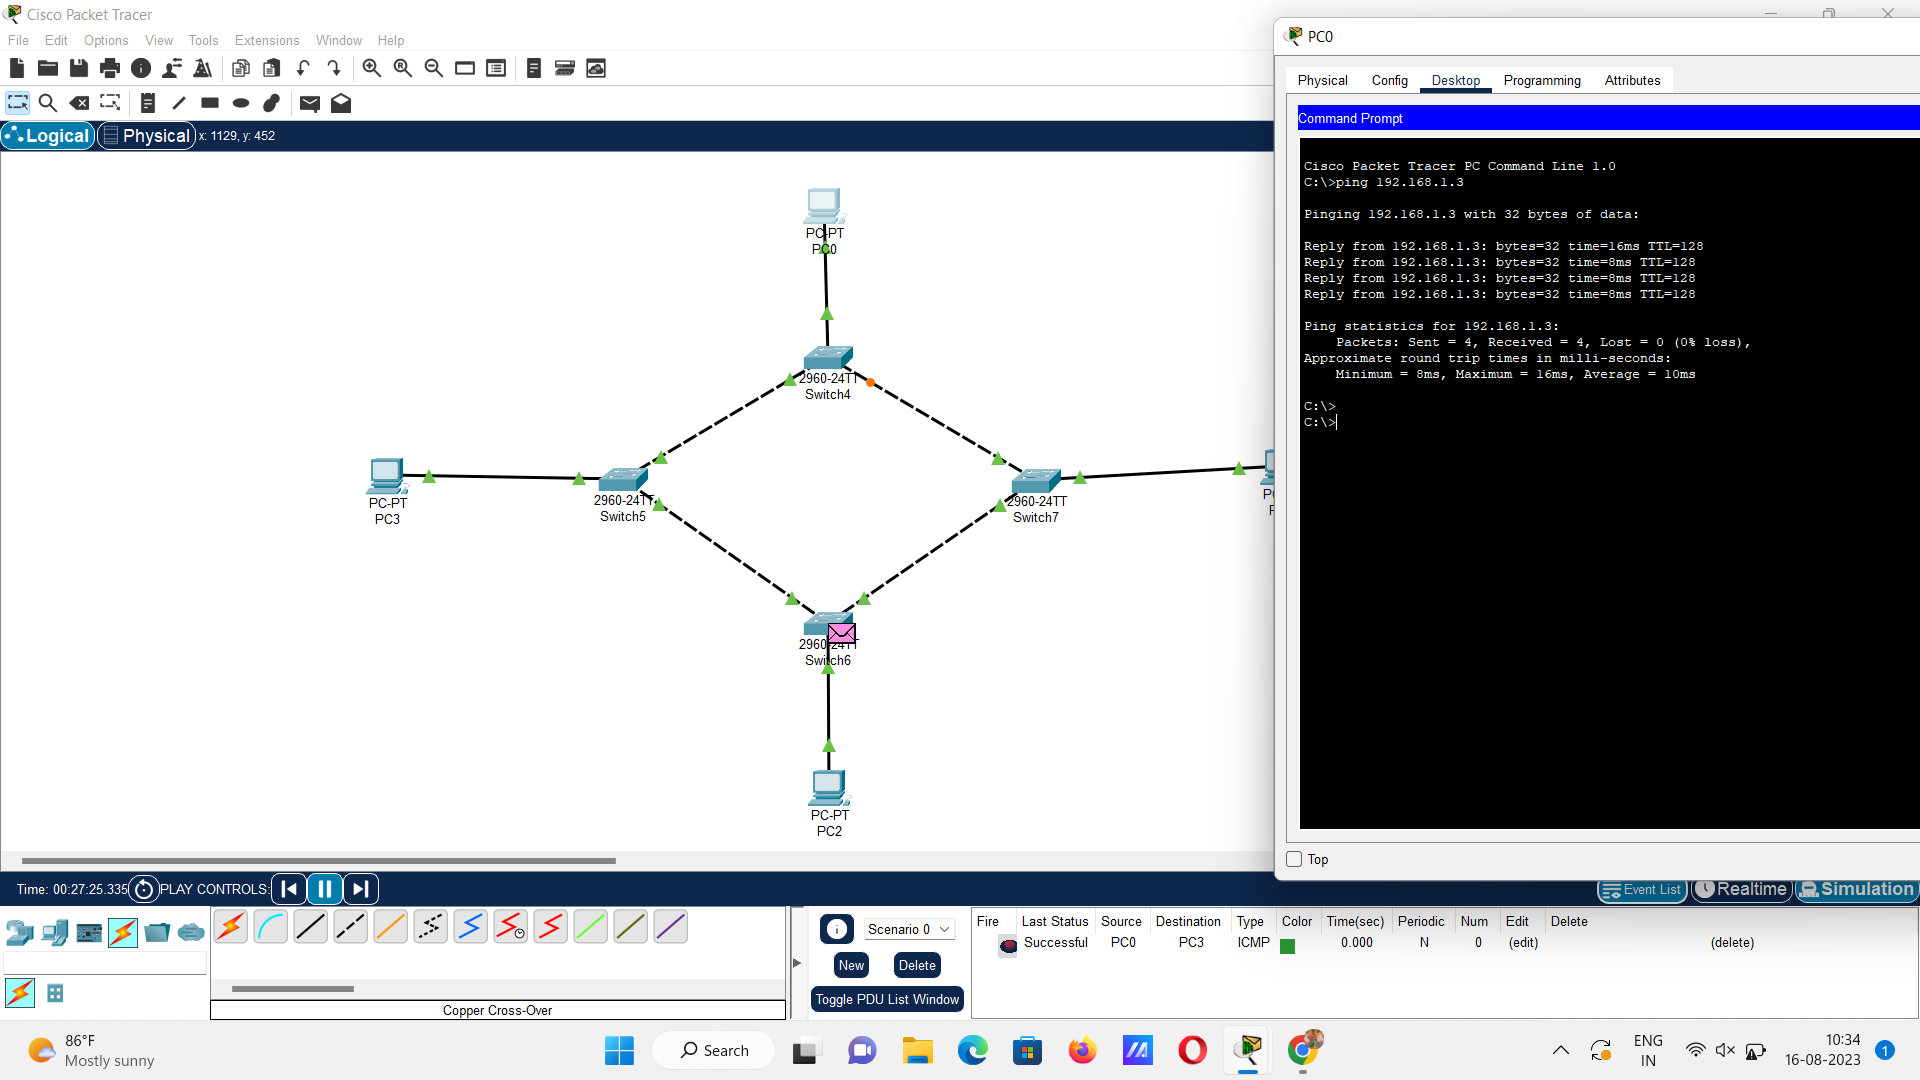 Cisco Packet Tracer
File Edit Options View Tools Extensions Window Help
Logical Physical x: 1129, y: 452
PC-PT
PC0
2960-24TT
Switch4
PC-PT
PC3
2960-24TT
Switch5
2960-24TT
Switch7
2960-24TT
Switch6
PC-PT
PC2
PC0
Physical Config Desktop Programming Attributes
Command Prompt
Cisco Packet Tracer PC Command Line 1.0
C:\>ping 192.168.1.3
Pinging 192.168.1.3 with 32 bytes of data:
Reply from 192.168.1.3: bytes=32 time=16ms TTL=128
Reply from 192.168.1.3: bytes=32 time=8ms TTL=128
Reply from 192.168.1.3: bytes=32 time=8ms TTL=128
Reply from 192.168.1.3: bytes=32 time=8ms TTL=128
Ping statistics for 192.168.1.3:
Packets: Sent = 4, Received = 4, Lost = 0 (0% loss),
Approximate round trip times in milli-seconds:
Minimum = 8ms, Maximum = 16ms, Average = 10ms
C:\>
C:\>
Top
Time: 00:27:25.335 PLAY CONTROLS:
Event List Realtime Simulation
Scenario 0
New Delete
Toggle PDU List Window
Fire Last Status Source Destination Type Color Time(sec) Periodic Num Edit Delete
Successful PC0 PC3 ICMP 0.000 N 0 (edit) (delete)
Copper Cross-Over
86°F
Mostly sunny
Search
ENG
IN
10:34
16-08-2023
1